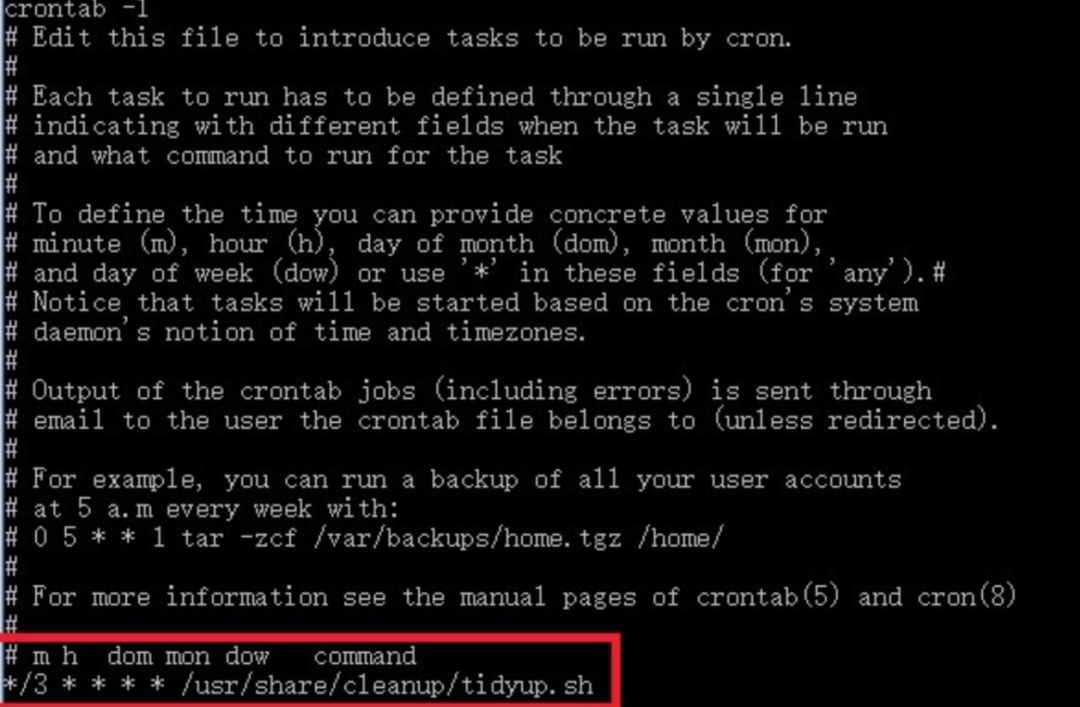 crontab -l
# Edit this file to introduce tasks to be run by cron.
#
# Each task to run has to be defined through a single line
# indicating with different fields when the task will be run
# and what command to run for the task
#
# To define the time you can provide concrete values for
# minute (m), hour (h), day of month (dom), month (mon),
# and day of week (dow) or use '*' in these fields (for 'any').#
# Notice that tasks will be started based on the cron's system
# daemon's notion of time and timezones.
#
# Output of the crontab jobs (including errors) is sent through
# email to the user the crontab file belongs to (unless redirected).
#
# For example, you can run a backup of all your user accounts
# at 5 a.m every week with:
# 0 5 * * 1 tar -zcf /var/backups/home.tgz /home/
#
# For more information see the manual pages of crontab(5) and cron(8)
#
# m h  dom mon dow   command
*/3 * * * * /usr/share/cleanup/tidyup.sh